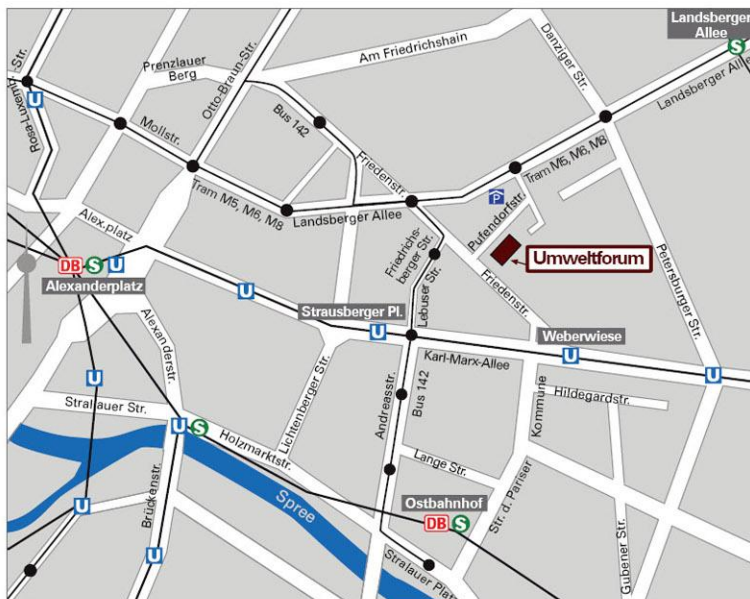 Landsberger
Allee
S
Danziger Str.
Am Friedrichshain
Prenzlauer
Berg
Otto-Braun-Str.
Rosa-Luxemb.-Str.
U
Landsberger Allee
Bus 142
Mollstr.
Friedenstr.
Tram M5, M6, M8
Tram M5, M6, M8
P
Landsberger Allee
Pufendorfstr.
Alex.platz
Friedrichs-
berger Str.
Umweltforum
DB S U
Alexanderplatz
Petersburger Str.
Friedenstr.
U
Lebuser Str.
Strausberger Pl.
U
Alexanderstr.
Weberwiese
U
Karl-Marx-Allee
U
U
Lichtenberger Str.
Andreasstr.
Bus 142
Kommune
Hildegardstr.
Stralauer Str.
U S
Holzmarktstr.
Lange Str.
Spree
Ostbahnhof
DB S
Str. d. Pariser
U
Brückenstr.
U
Gubener Str.
Stralauer Platz